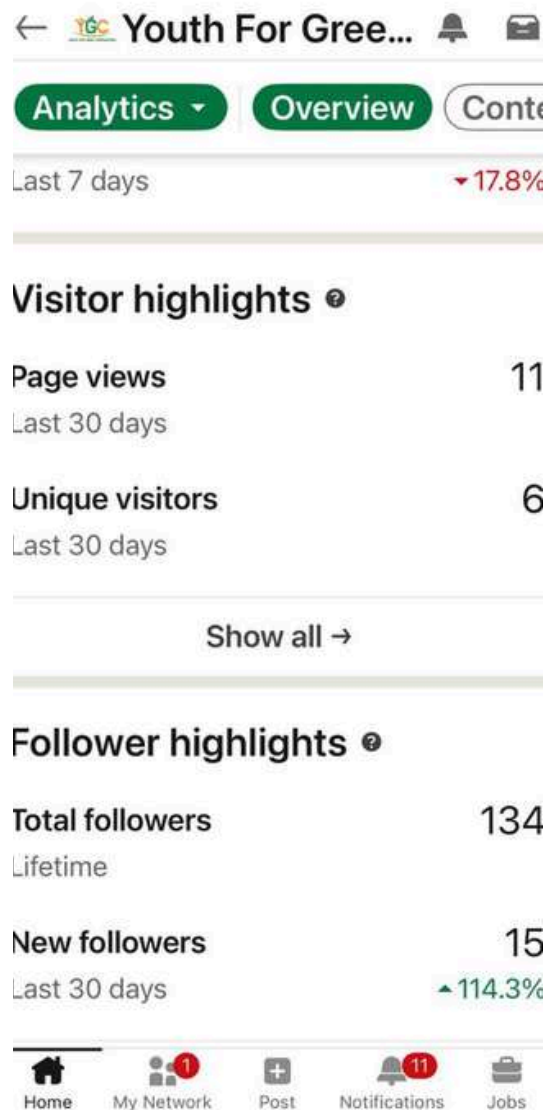 YGC Youth For Gree...
Analytics Overview Conte
Last 7 days 17.8%
Visitor highlights
Page views 11
Last 30 days
Unique visitors 6
Last 30 days
Show all →
Follower highlights
Total followers 134
Lifetime
New followers 15
Last 30 days 114.3%
1 11
Home My Network Post Notifications Jobs